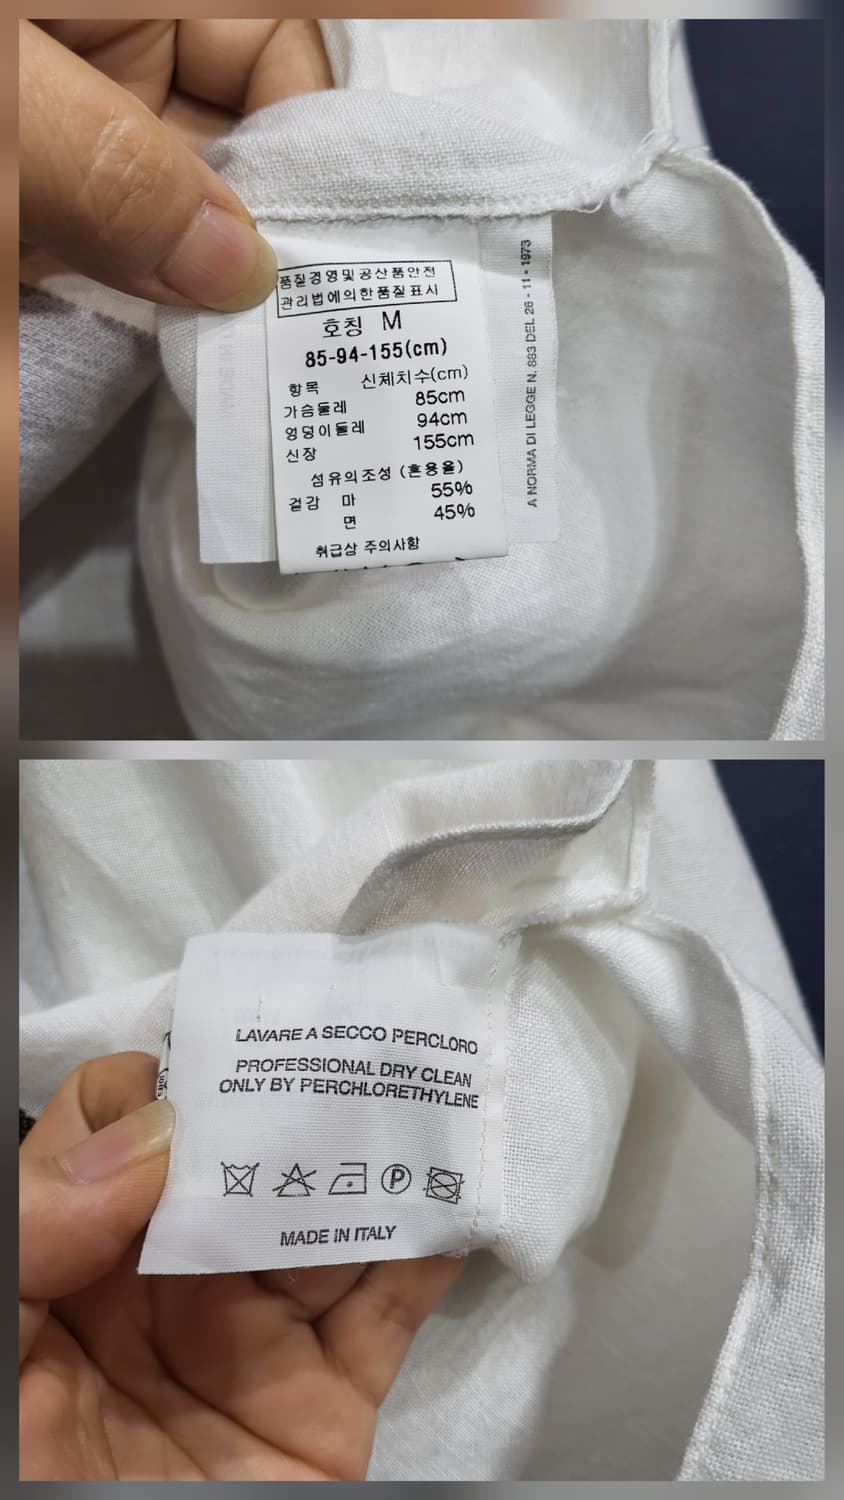 품질경영및공산품안전
관리법에의한품질표시
호칭 M
85-94-155(cm)
항목 신체치수(cm)
가슴둘레 85cm
엉덩이둘레 94cm
신장 155cm
섬유의조성 (혼용율)
겉감 마 55%
면 45%
취급상 주의사항
A NORMA DI LEGGE N. 883 DEL 26 - 11 - 1973
LAVARE A SECCO PERCLORO
PROFESSIONAL DRY CLEAN
ONLY BY PERCHLORETHYLENE
P
MADE IN ITALY